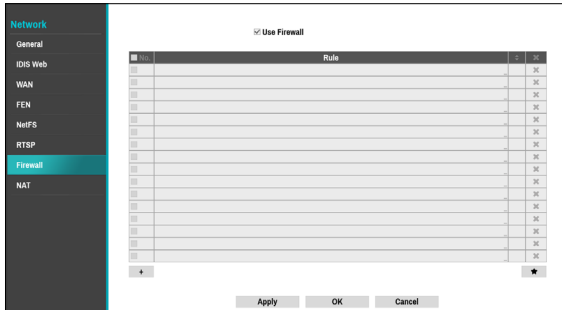 Network
Use Firewall
General
IDIS Web
No. Rule
WAN
FEN
NetFS
RTSP
Firewall
NAT
+
Apply OK Cancel